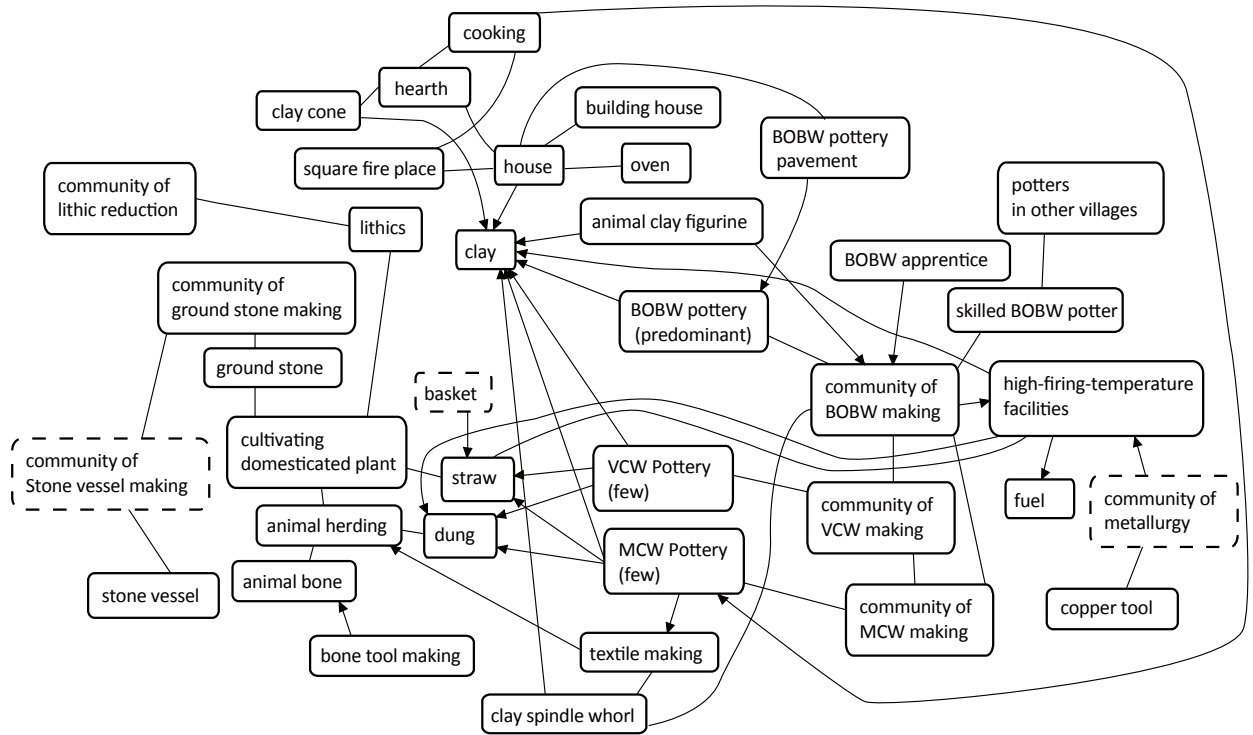 cooking
hearth
clay cone
building house
BOBW pottery
pavement
square fire place
house
oven
community of
lithic reduction
potters
in other villages
lithics
animal clay figurine
clay
BOBW apprentice
community of
ground stone making
BOBW pottery
(predominant)
skilled BOBW potter
ground stone
basket
community of
BOBW making
high-firing-temperature
facilities
cultivating
domesticated plant
community of
Stone vessel making
straw
VCW Pottery
(few)
fuel
community of
metallurgy
community of
VCW making
animal herding
dung
MCW Pottery
(few)
animal bone
stone vessel
community of
MCW making
copper tool
bone tool making
textile making
clay spindle whorl